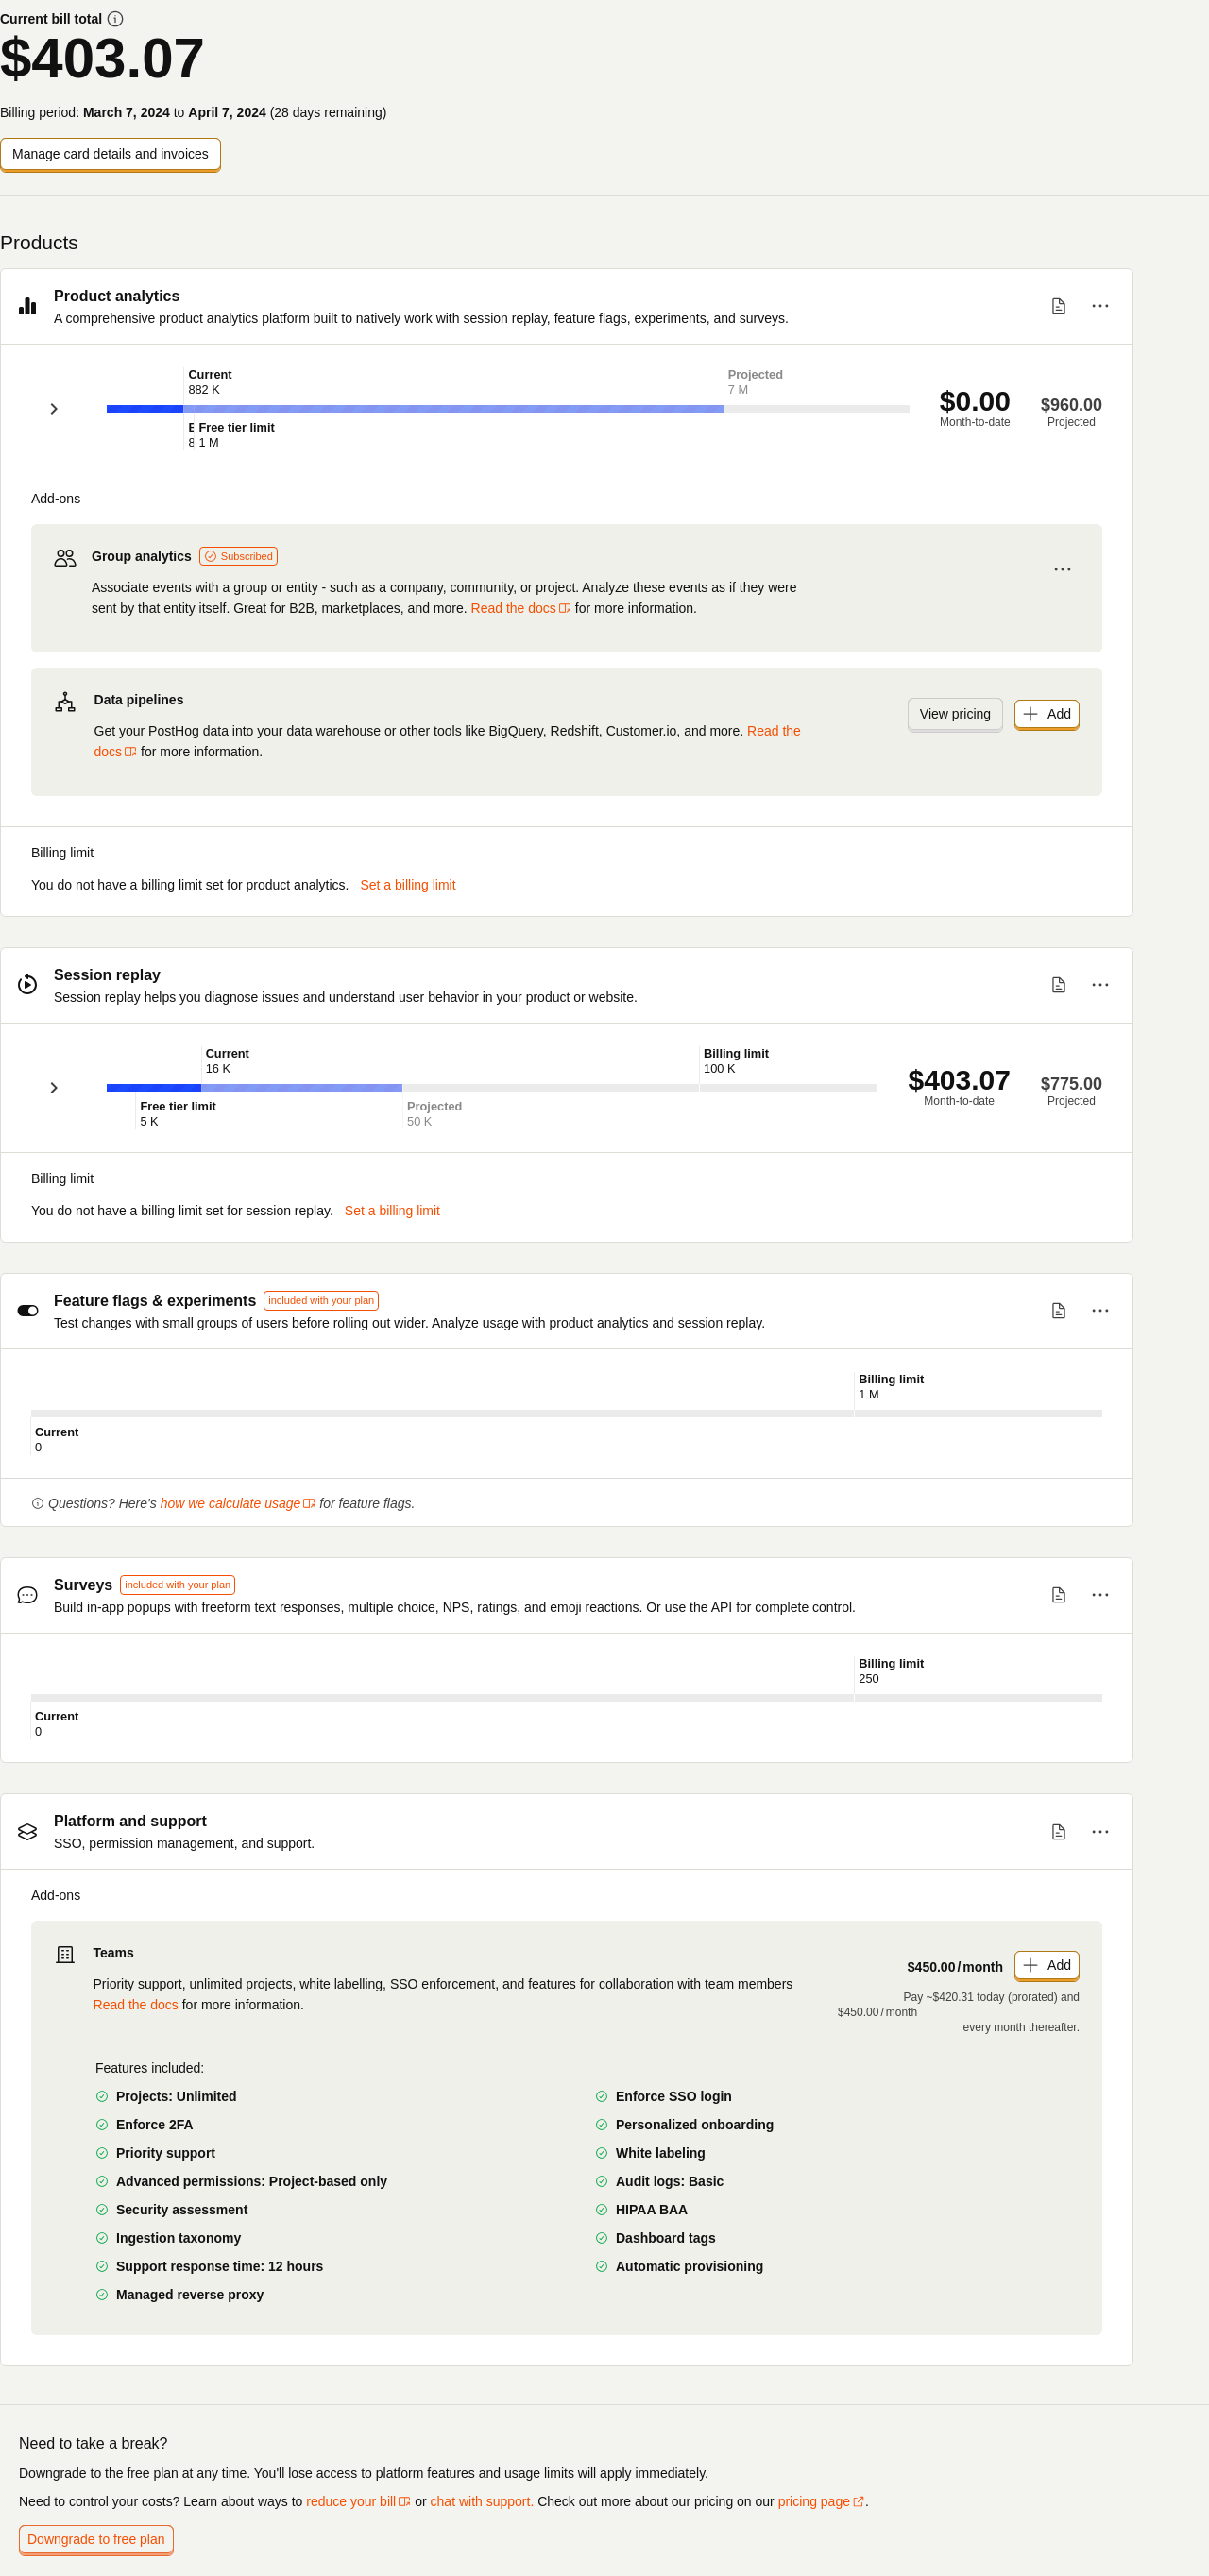 Current bill total
$403.07
Billing period: March 7, 2024 to April 7, 2024 (28 days remaining)
Manage card details and invoices
Products
Product analytics
A comprehensive product analytics platform built to natively work with session replay, feature flags, experiments, and surveys.
Current
882 K
Projected
7 M
Free tier limit
1 M
$0.00
Month-to-date
$960.00
Projected
Add-ons
Group analytics Subscribed
Associate events with a group or entity - such as a company, community, or project. Analyze these events as if they were
sent by that entity itself. Great for B2B, marketplaces, and more. Read the docs for more information.
Data pipelines
Get your PostHog data into your data warehouse or other tools like BigQuery, Redshift, Customer.io, and more. Read the
docs for more information.
View pricing
Add
Billing limit
You do not have a billing limit set for product analytics. Set a billing limit
Session replay
Session replay helps you diagnose issues and understand user behavior in your product or website.
Current
16 K
Billing limit
100 K
Free tier limit
5 K
Projected
50 K
$403.07
Month-to-date
$775.00
Projected
Billing limit
You do not have a billing limit set for session replay. Set a billing limit
Feature flags & experiments included with your plan
Test changes with small groups of users before rolling out wider. Analyze usage with product analytics and session replay.
Billing limit
1 M
Current
0
Questions? Here's how we calculate usage for feature flags.
Surveys included with your plan
Build in-app popups with freeform text responses, multiple choice, NPS, ratings, and emoji reactions. Or use the API for complete control.
Billing limit
250
Current
0
Platform and support
SSO, permission management, and support.
Add-ons
Teams
Priority support, unlimited projects, white labelling, SSO enforcement, and features for collaboration with team members
Read the docs for more information.
$450.00/month
Add
Pay ~$420.31 today (prorated) and
$450.00/month
every month thereafter.
Features included:
Projects: Unlimited
Enforce SSO login
Enforce 2FA
Personalized onboarding
Priority support
White labeling
Advanced permissions: Project-based only
Audit logs: Basic
Security assessment
HIPAA BAA
Ingestion taxonomy
Dashboard tags
Support response time: 12 hours
Automatic provisioning
Managed reverse proxy
Need to take a break?
Downgrade to the free plan at any time. You'll lose access to platform features and usage limits will apply immediately.
Need to control your costs? Learn about ways to reduce your bill or chat with support. Check out more about our pricing on our pricing page.
Downgrade to free plan